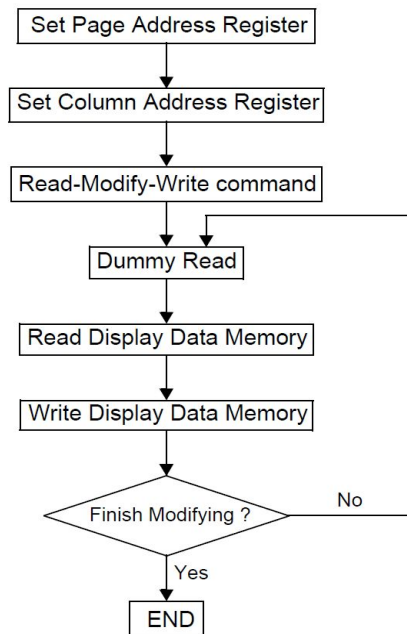 Set Page Address Register
Set Column Address Register
Read-Modify-Write command
Dummy Read
Read Display Data Memory
Write Display Data Memory
Finish Modifying ?
No
Yes
END